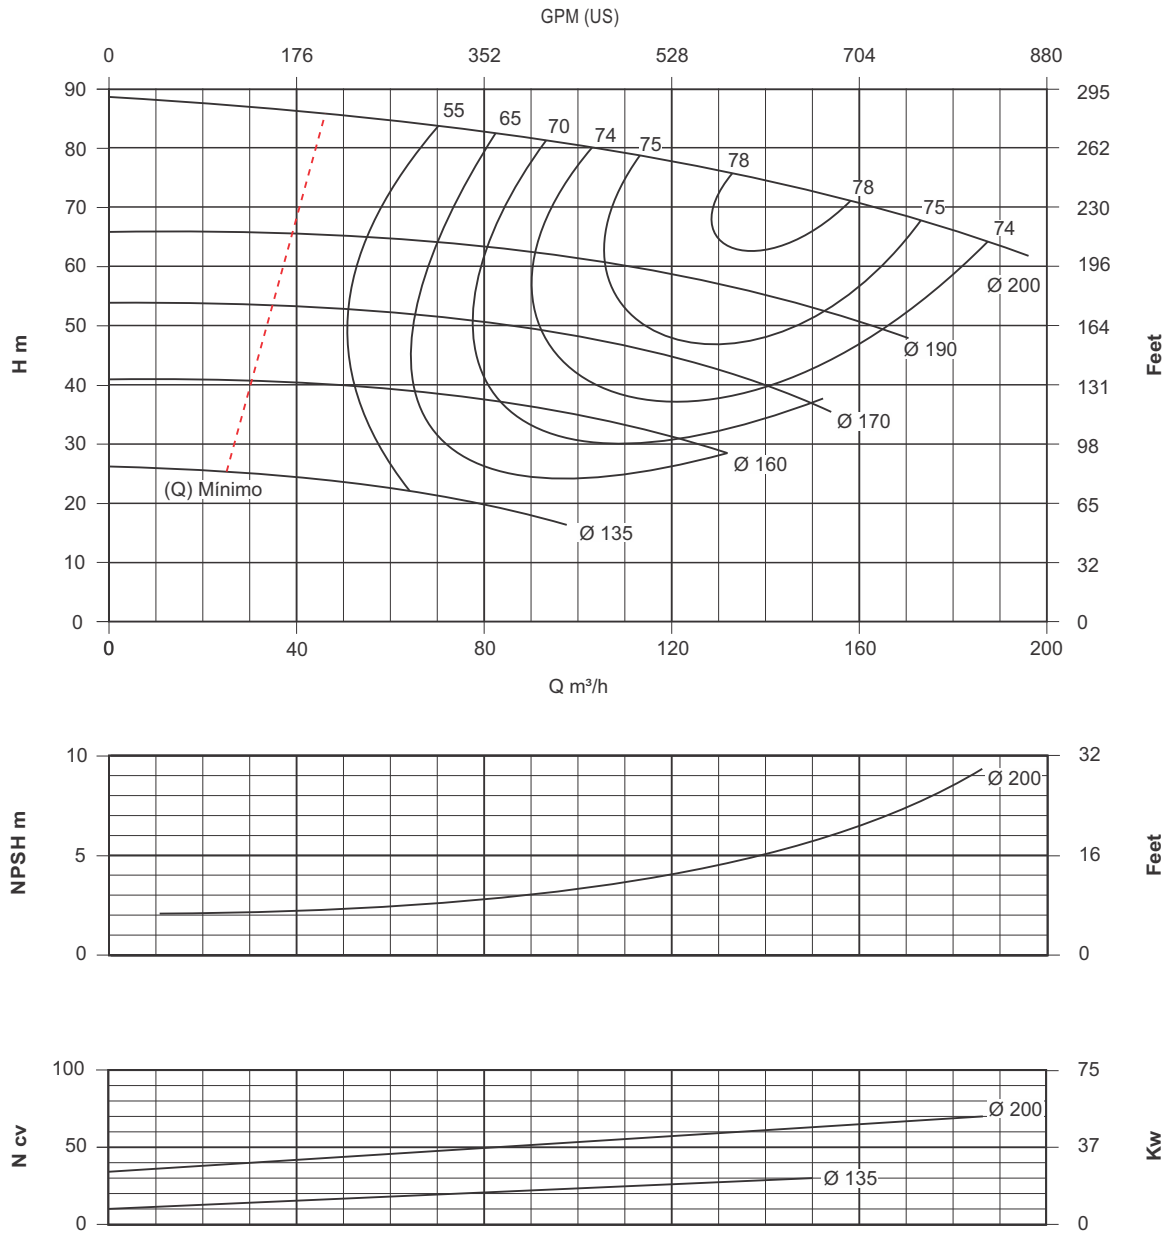 GPM (US)
0 176 352 528 704 880
90 295
80 262
70 230
60 196
50 164
40 131
30 98
20 65
10 32
0 0
H m
Feet
55 65 70 74 75 78 78 75 74
Ø 200
Ø 190
Ø 170
Ø 160
(Q) Mínimo
Ø 135
0 40 80 120 160 200
Q m³/h
10 32
5 16
0 0
NPSH m
Feet
Ø 200
100 75
50 37
0 0
N cv
Kw
Ø 200
Ø 135